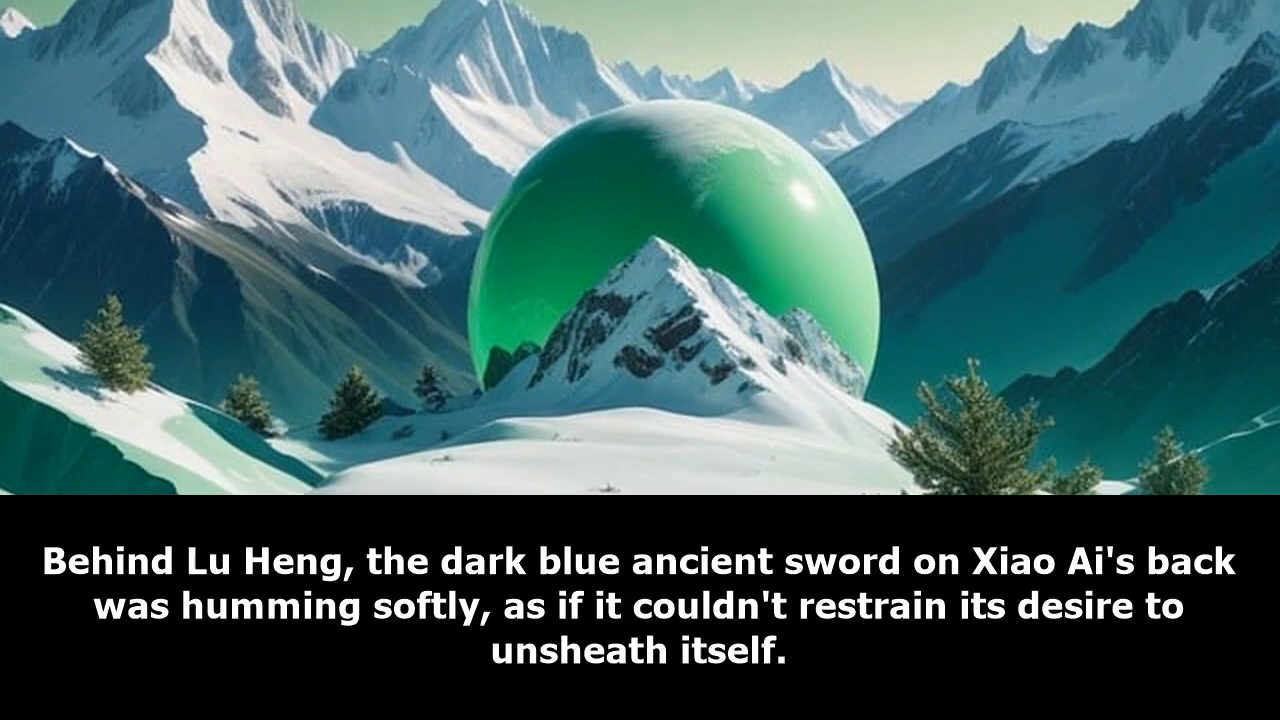 Behind Lu Heng, the dark blue ancient sword on Xiao Ai's back
was humming softly, as if it couldn't restrain its desire to
unsheath itself.